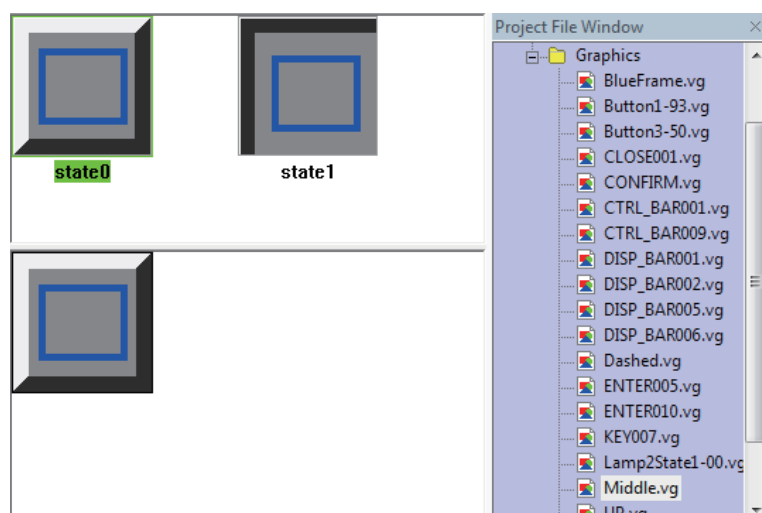 state0
state1
Project File Window
Graphics
BlueFrame.vg
Button1-93.vg
Button3-50.vg
CLOSE001.vg
CONFIRM.vg
CTRL_BAR001.vg
CTRL_BAR009.vg
DISP_BAR001.vg
DISP_BAR002.vg
DISP_BAR005.vg
DISP_BAR006.vg
Dashed.vg
ENTER005.vg
ENTER010.vg
KEY007.vg
Lamp2State1-00.vg
Middle.vg